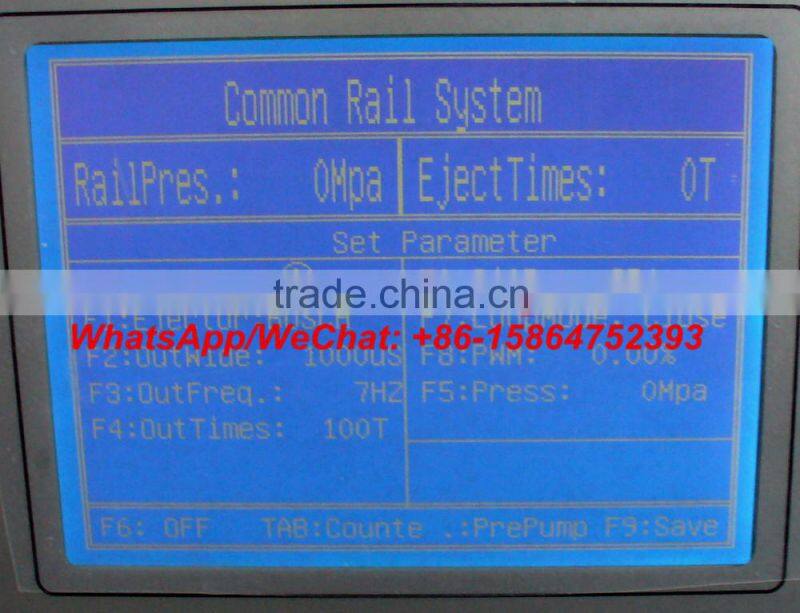 Common Rail System
RailPres.: 0Mpa EjectTimes: 0T
Set Parameter
trade.china.cn
WhatsApp/WeChat: +86-15864752393
F2:OutWide: 1000uS F8:PWM: 0.00%
F3:OutFreq.: 7HZ F5:Press: 0Mpa
F4:OutTimes: 100T
F6: OFF TAB:Counte .:PrePump F9:Save